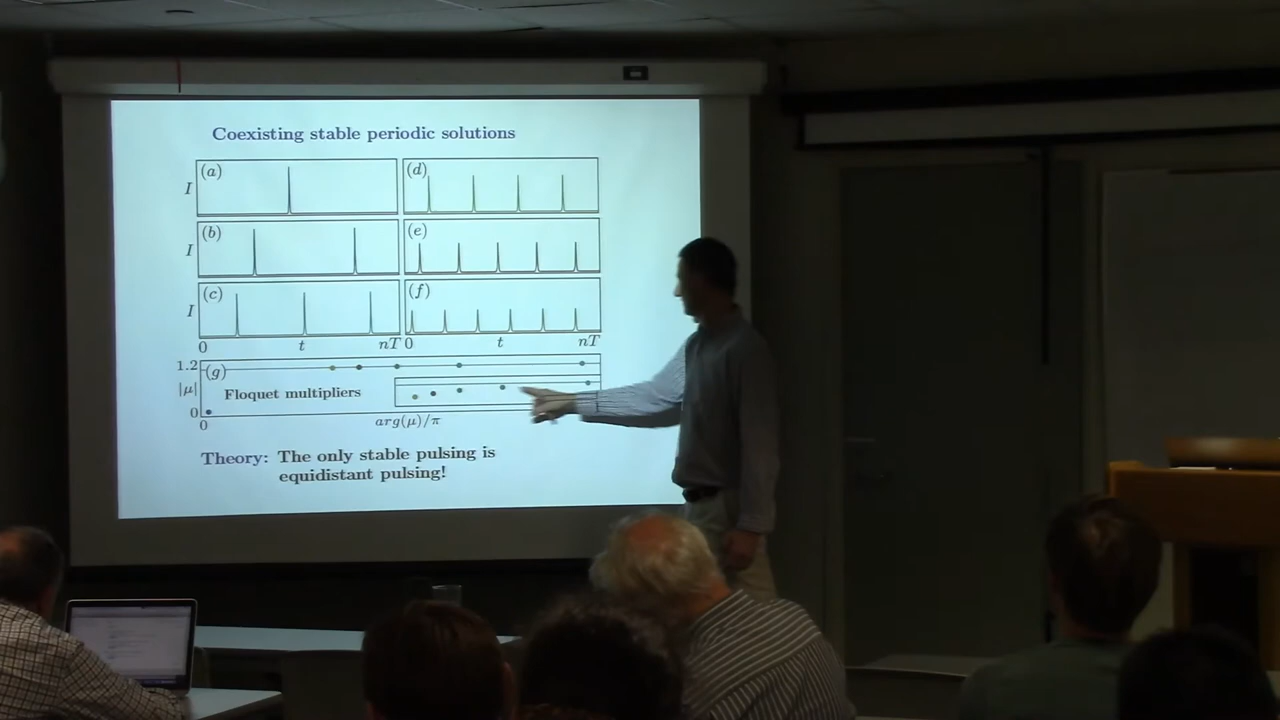 Coexisting stable periodic solutions
(a)
(d)
I
(b)
(e)
I
(c)
(f)
I
0 t nT 0 t nT
1.2
(g)
|μ| Floquet multipliers
0
0 arg(μ)/π
Theory: The only stable pulsing is
equidistant pulsing!